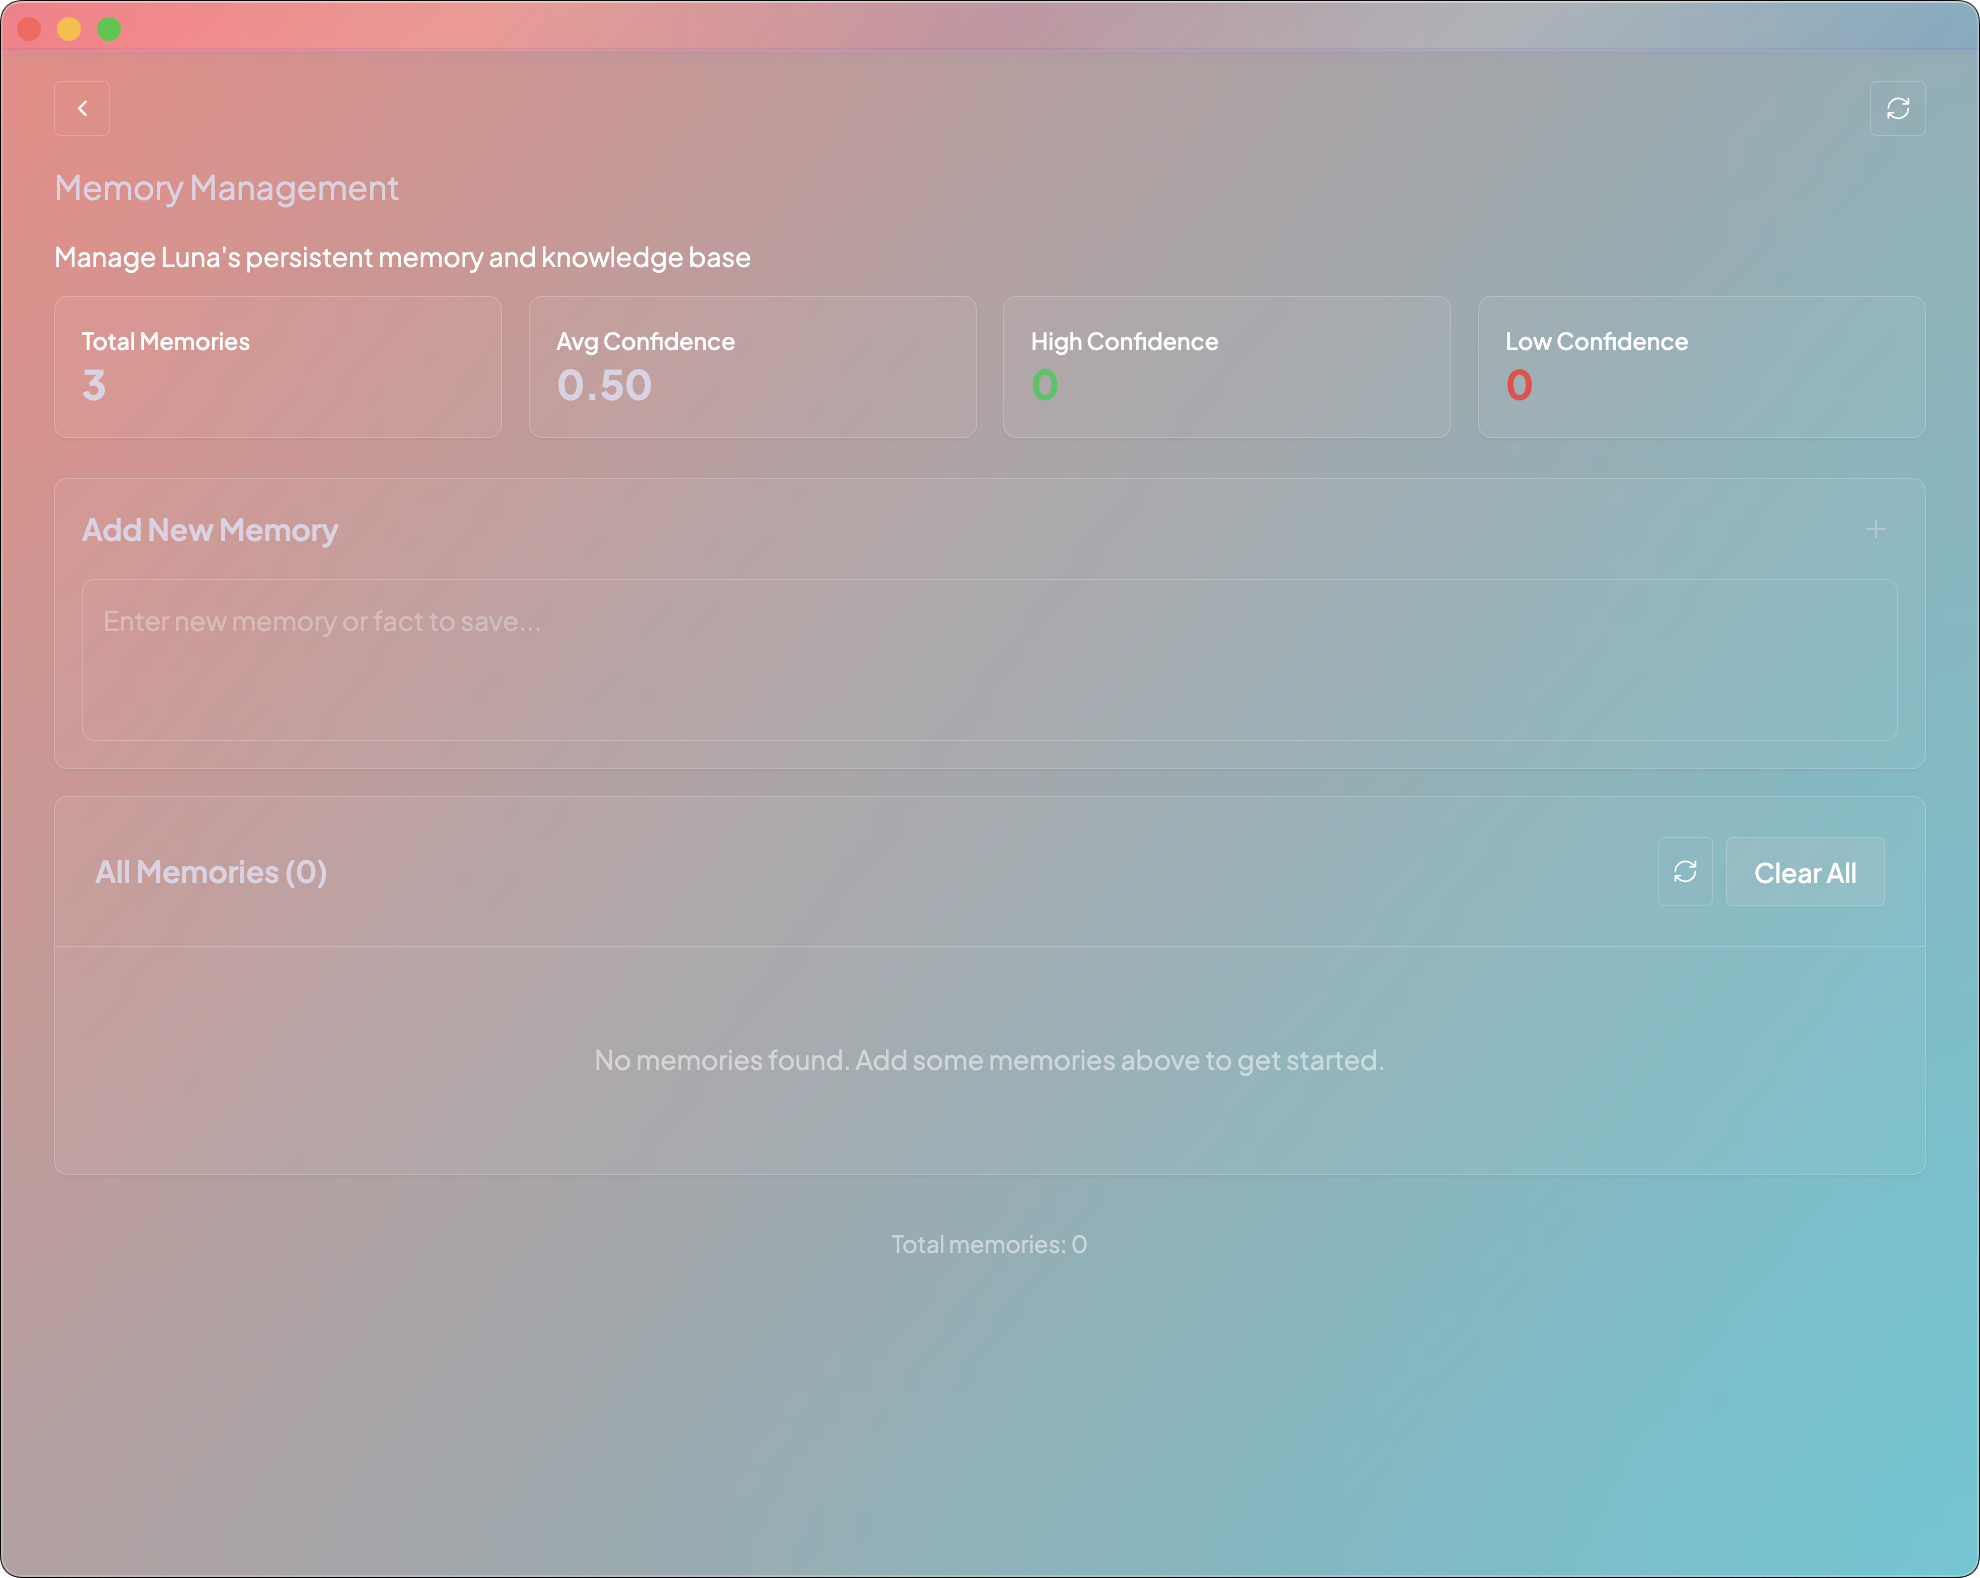 Memory Management
Manage Luna's persistent memory and knowledge base
Total Memories
3
Avg Confidence
0.50
High Confidence
0
Low Confidence
0
Add New Memory
Enter new memory or fact to save...
All Memories (0)
Clear All
No memories found. Add some memories above to get started.
Total memories: 0